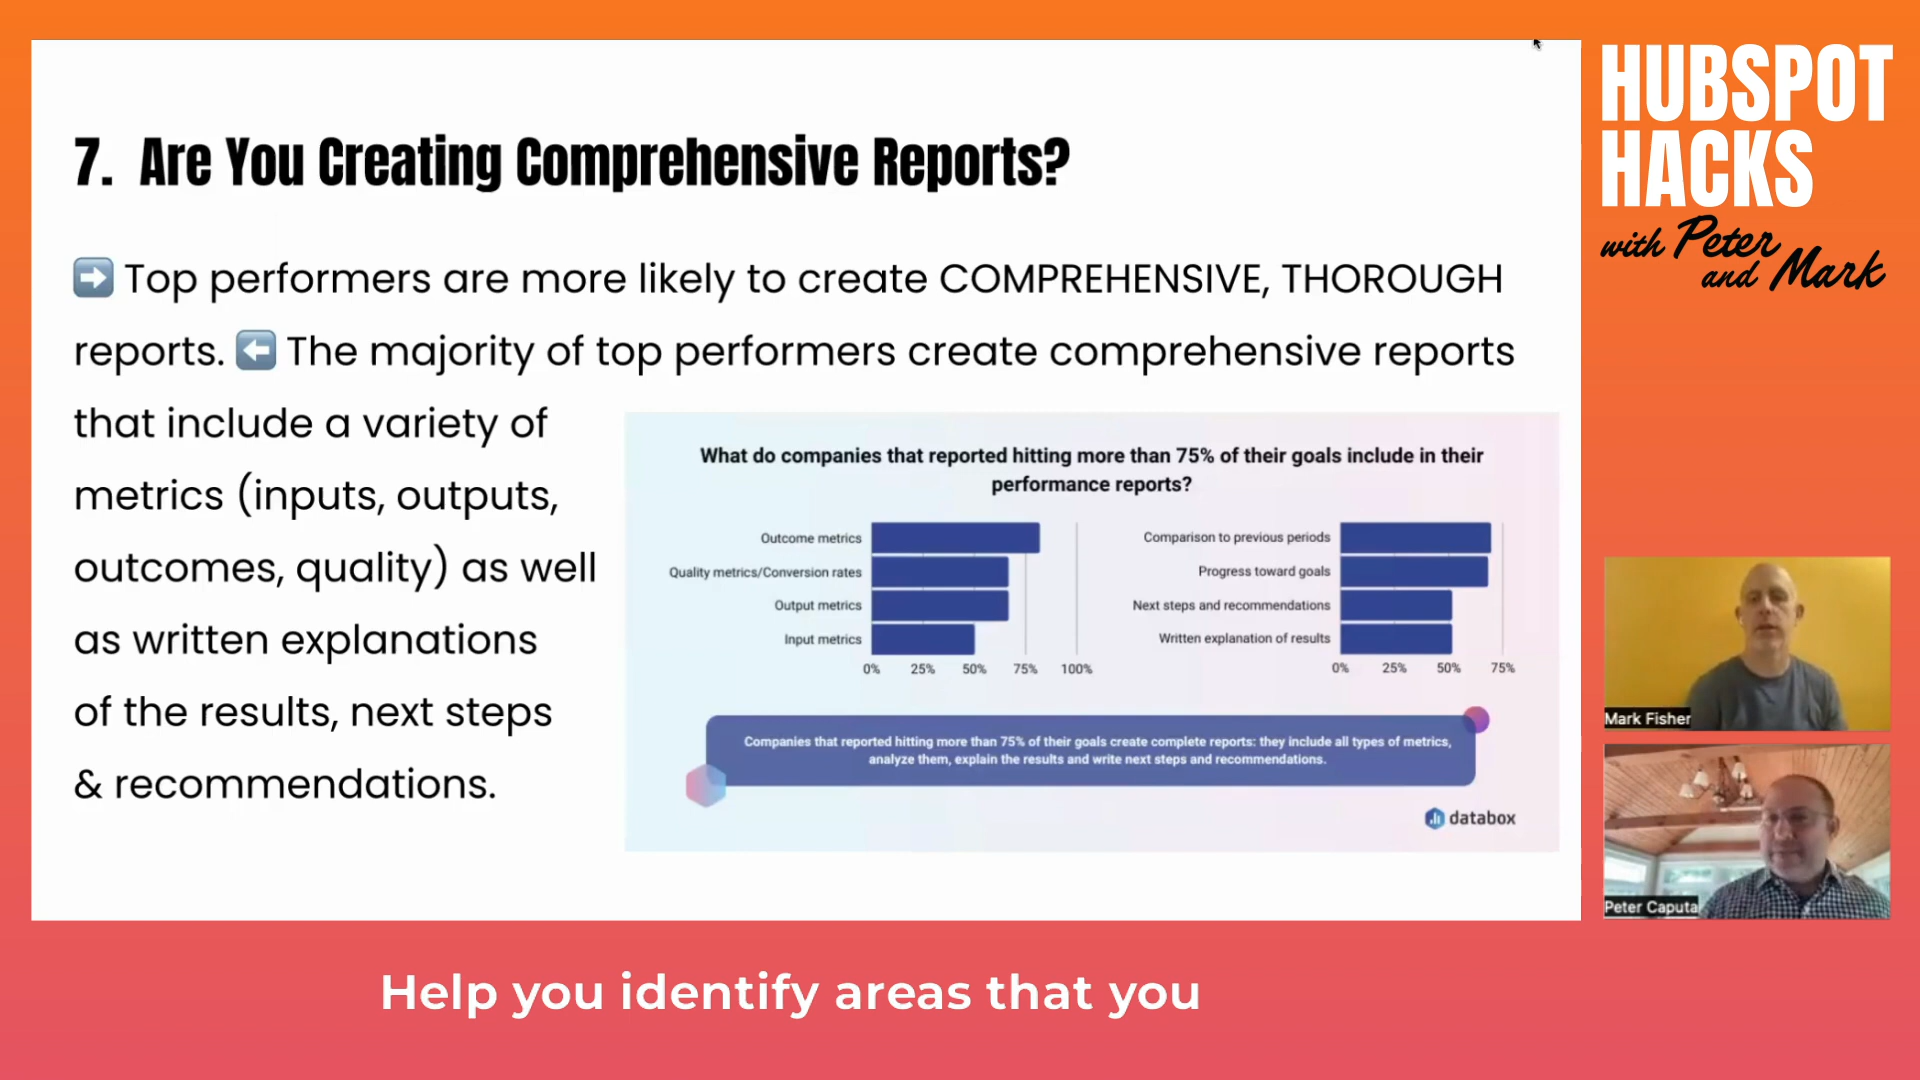 HUBSPOT
HACKS
with Peter
and Mark
7. Are You Creating Comprehensive Reports?
➡️ Top performers are more likely to create COMPREHENSIVE, THOROUGH
reports. ⬅️ The majority of top performers create comprehensive reports
that include a variety of
metrics (inputs, outputs,
outcomes, quality) as well
as written explanations
of the results, next steps
& recommendations.
What do companies that reported hitting more than 75% of their goals include in their
performance reports?
Outcome metrics
Quality metrics/Conversion rates
Output metrics
Input metrics
0% 25% 50% 75% 100%
Comparison to previous periods
Progress toward goals
Next steps and recommendations
Written explanation of results
0% 25% 50% 75%
Companies that reported hitting more than 75% of their goals create complete reports: they include all types of metrics,
analyze them, explain the results and write next steps and recommendations.
databox
Mark Fisher
Peter Caputa
Help you identify areas that you